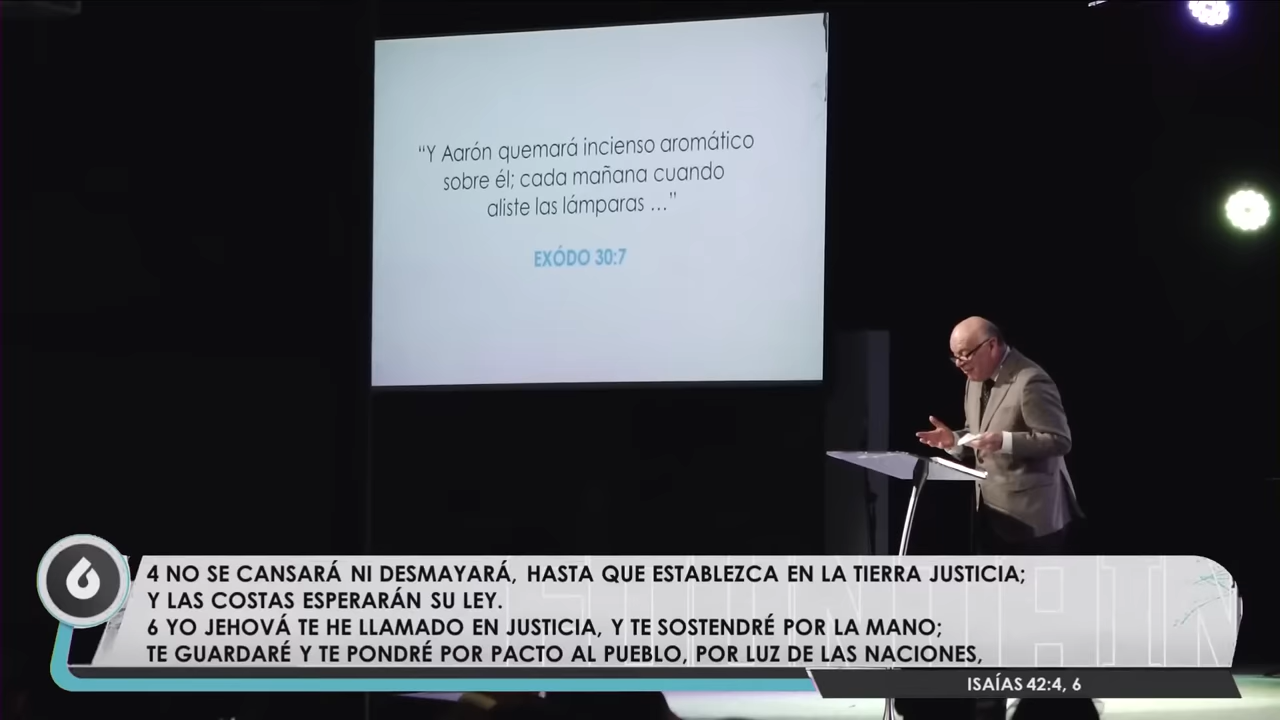 “Y Aarón quemará incienso aromático
sobre él; cada mañana cuando
aliste las lámparas ...”
EXÓDO 30:7
4 NO SE CANSARÁ NI DESMAYARÁ, HASTA QUE ESTABLEZCA EN LA TIERRA JUSTICIA;
Y LAS COSTAS ESPERARÁN SU LEY.
6 YO JEHOVÁ TE HE LLAMADO EN JUSTICIA, Y TE SOSTENDRÉ POR LA MANO;
TE GUARDARÉ Y TE PONDRÉ POR PACTO AL PUEBLO, POR LUZ DE LAS NACIONES,
ISAÍAS 42:4, 6